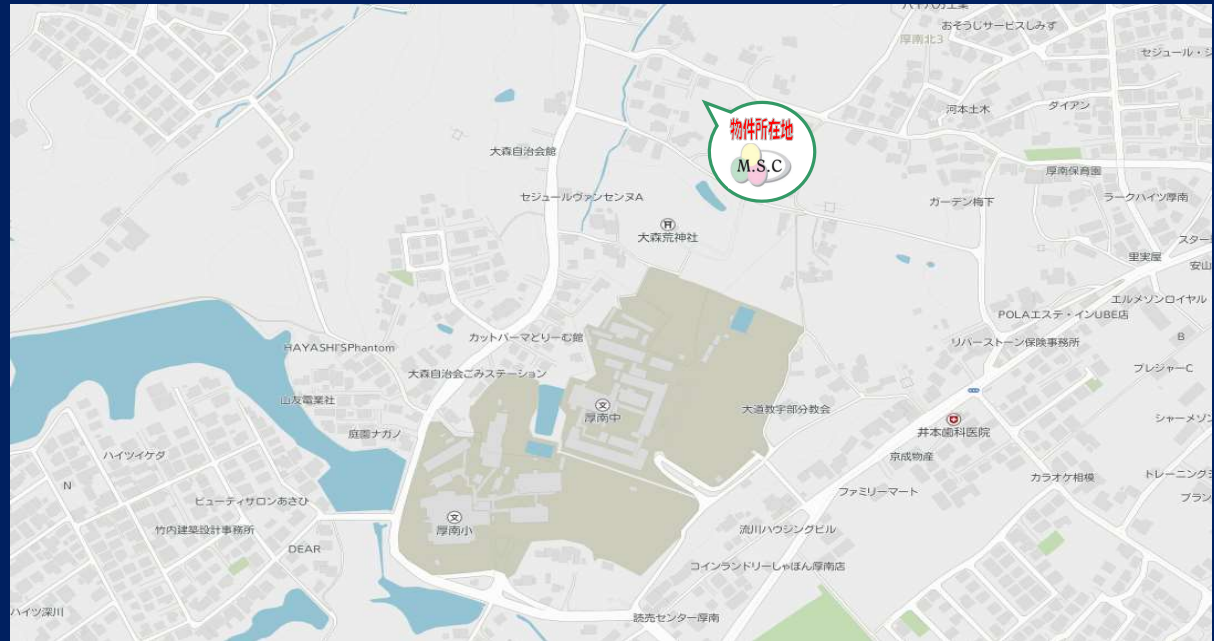 おそうじサービスしみず
厚南北3
セジュール・シ
河本土木
ダイアン
物件所在地
M.S.C
大森自治会館
厚南保育園
セジュールヴァンセンヌA
ガーデン梅下
ラークハイツ厚南
大森荒神社
スター
里実屋
安山
エルメゾンロイヤル
POLAエステ・インUBE店
カットパーマどりーむ館
リバーストーン保険事務所
B
HAYASHI'SPhantom
大森自治会ごみステーション
プレジャーC
山友電業社
文
厚南中
大道教宇部分教会
井本歯科医院
シャーメゾン
庭園ナガノ
京成物産
ハイツイケダ
カラオケ相模
トレーニング
N
ファミリーマート
ブラン
ビューティサロンあさひ
文
厚南小
竹内建築設計事務所
流川ハウジングビル
DEAR
コインランドリーしゃぼん厚南店
ハイツ深川
読売センター厚南